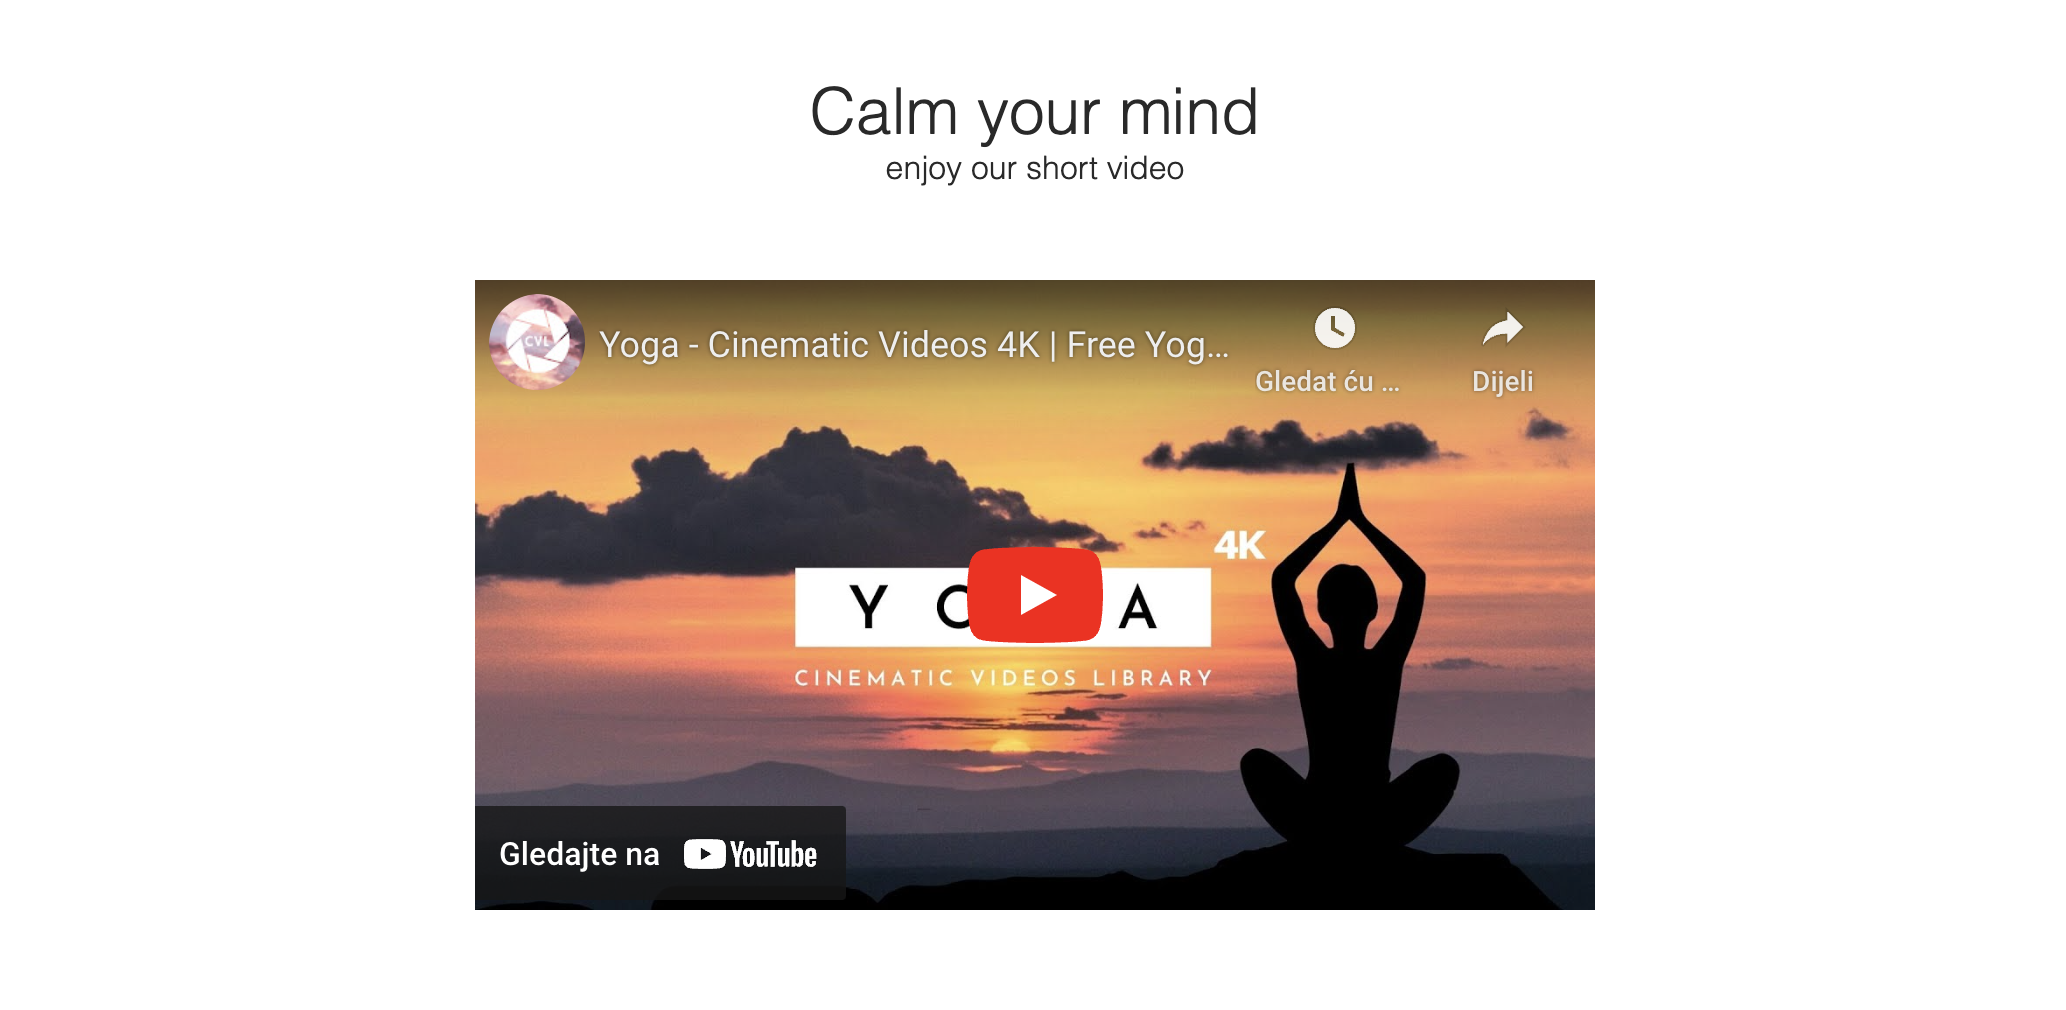 Calm your mind
enjoy our short video
CVL
Yoga - Cinematic Videos 4K | Free Yog...
Gledat ću ...
Dijeli
4K
Y O A
CINEMATIC VIDEOS LIBRARY
Gledajte na YouTube